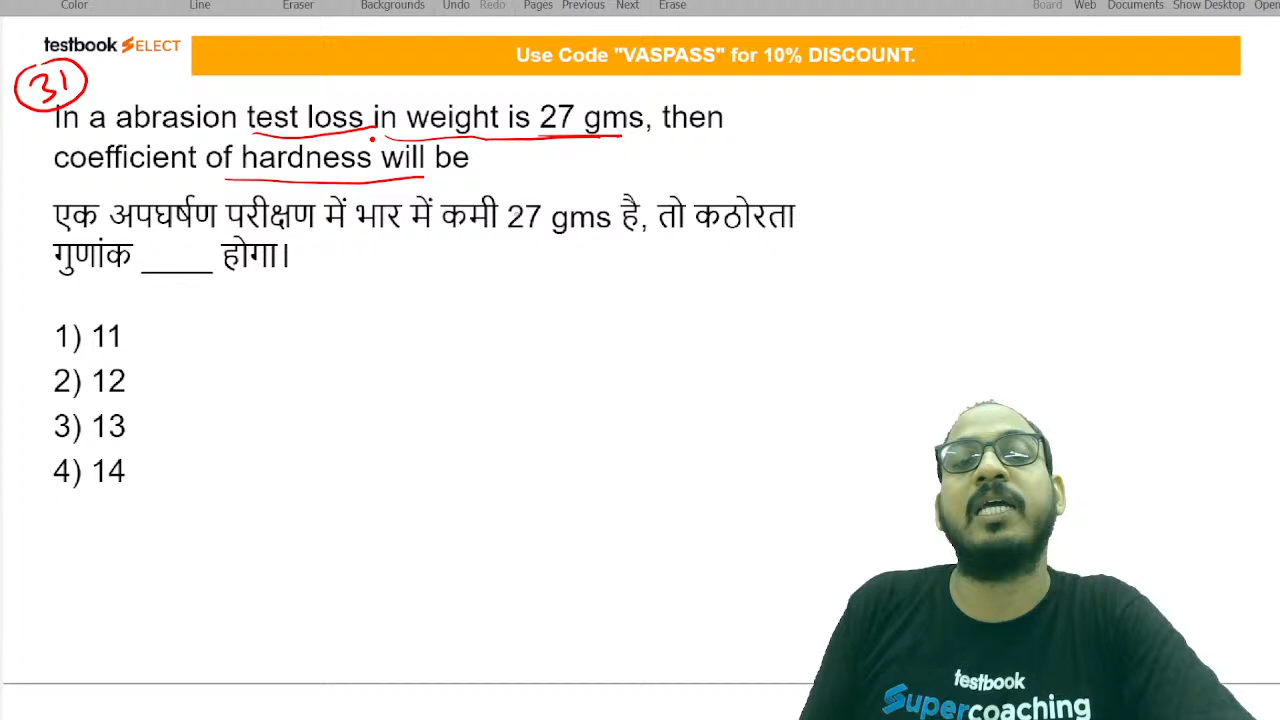 Color Line Eraser Backgrounds Undo Redo Pages Previous Next Erase Board Web Documents Show Desktop Open
testbook SELECT
Use Code "VASPASS" for 10% DISCOUNT.
31
In a abrasion test loss in weight is 27 gms, then
coefficient of hardness will be
एक अपघर्षण परीक्षण में भार में कमी 27 gms है, तो कठोरता
गुणांक ____ होगा।
1) 11
2) 12
3) 13
4) 14
testbook
Supercoaching